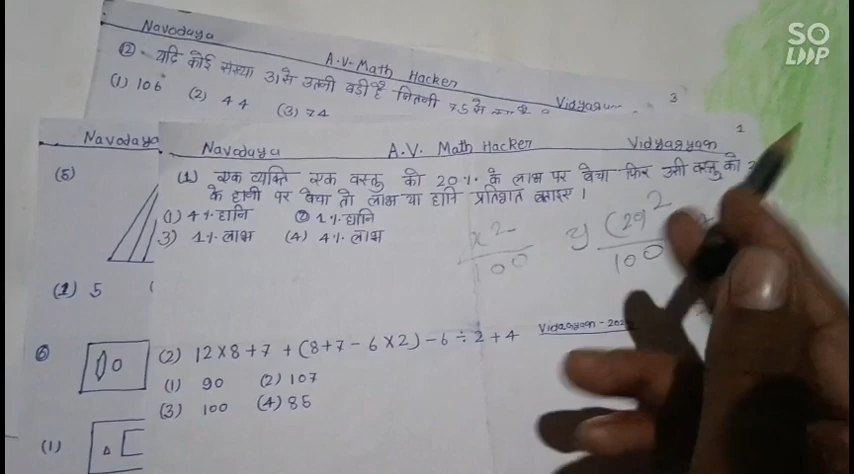 SO
LOOP
Navodaya A.V. Math Hacker Vidyagyan 3
(12) यदि कोई संख्या 31 से उतनी बड़ी है जितनी 75 से
(1) 106 (2) 44 (3) 74
Navodaya
(5)
(1) 5
(6)
(1)
Navodaya A.V. Math Hacker Vidyagyan 1
(1) एक व्यक्ति एक वस्तु को 20% के लाभ पर बेचा फिर उसी वस्तु को
के हानी पर बेचा तो लाभ या हानि प्रतिशत बताइए।
(1) 4% हानि (2) 1% हानि
3) 1% लाभ (4) 4% लाभ
x² / 100 (20)² / 100
Vidyagyan - 202
(2) 12×8+7 +(8+7-6×2)-6÷2+4
(1) 90 (2) 107
(3) 100 (4) 85